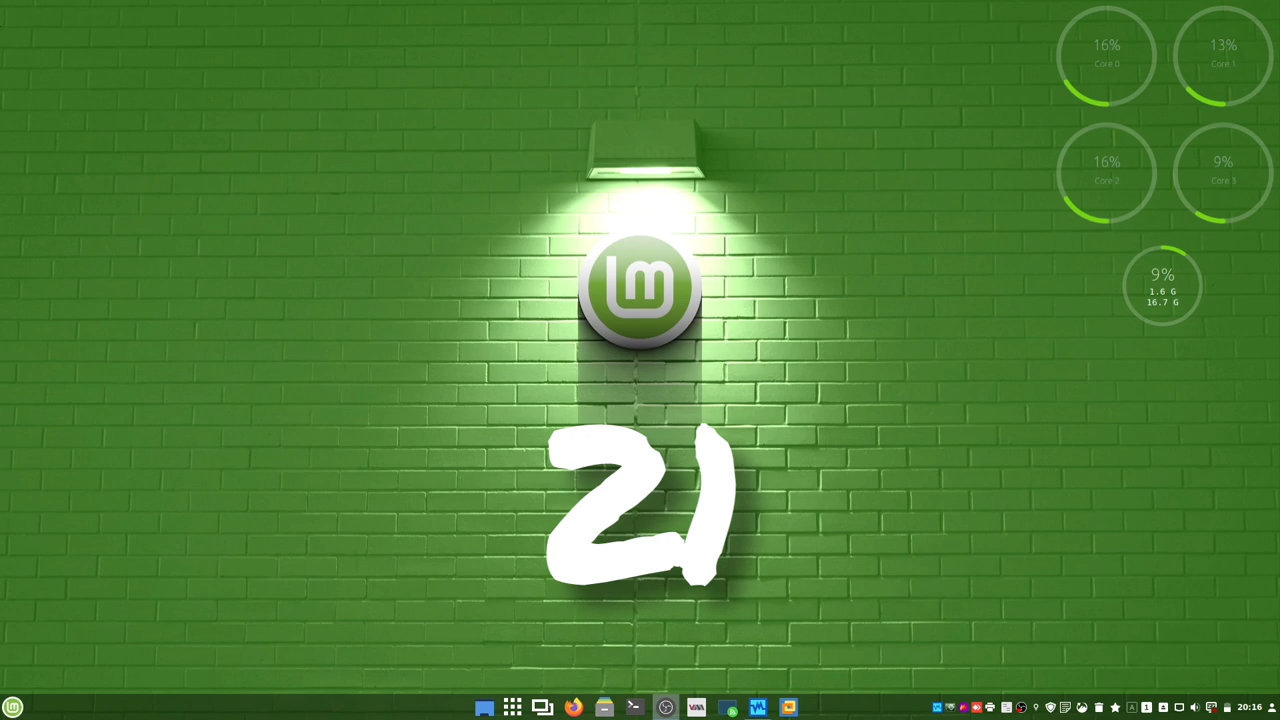 16%
Core 0
13%
Core 1
16%
Core 2
9%
Core 3
9%
1.6 G
16.7 G
lm
21
20:16